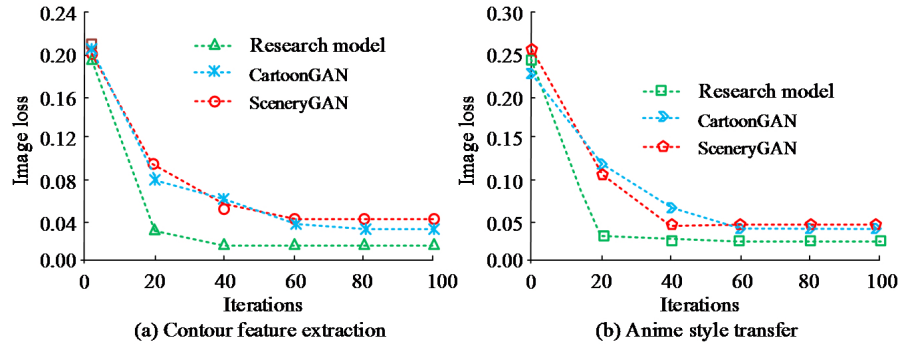 0.24
0.20
0.16
0.12
0.08
0.04
0.00
Image loss
Research model
CartoonGAN
SceneryGAN
0 20 40 60 80 100
Iterations
(a) Contour feature extraction
0.30
0.25
0.20
0.15
0.10
0.05
0.00
Image loss
Research model
CartoonGAN
SceneryGAN
0 20 40 60 80 100
Iterations
(b) Anime style transfer